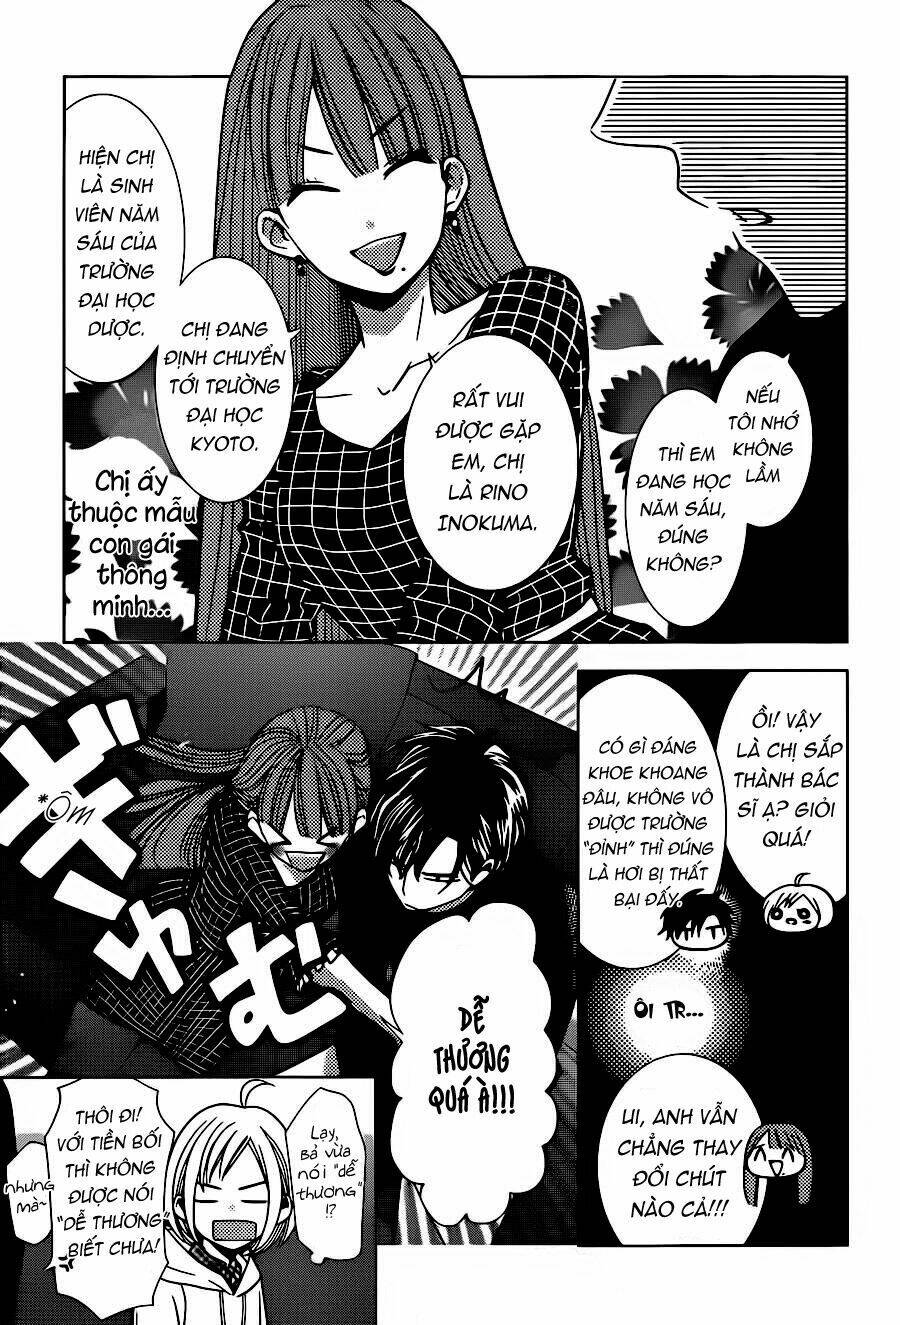 NẾU
TÔI NHỚ
KHÔNG
LẦM
THÌ EM
ĐANG HỌC
NĂM SÁU,
ĐÚNG
KHÔNG?
RẤT VUI
ĐƯỢC GẶP
EM, CHỊ
LÀ RINO
INOKUMA.
HIỆN CHỊ
LÀ SINH
VIÊN NĂM
SÁU CỦA
TRƯỜNG
ĐẠI HỌC
DƯỢC.
CHỊ ĐANG
ĐỊNH CHUYỂN
TỚI TRƯỜNG
ĐẠI HỌC
KYOTO.
Chị ấy
thuộc mẫu
con gái
thông
minh...
ỒI! VẬY
LÀ CHỊ SẮP
THÀNH BÁC
SĨ Ạ? GIỎI
QUÁ!
CÓ GÌ ĐÁNG
KHOE KHOANG
ĐÂU, KHÔNG VÔ
ĐƯỢC TRƯỜNG
"ĐỈNH" THÌ ĐÚNG
LÀ HƠI BỊ THẤT
BẠI ĐẤY.
ÔI TR...
UI, ANH VẪN
CHẲNG THAY
ĐỔI CHÚT
NÀO CẢ!!!
ぎゅむ
*Ôm
DỄ
THƯƠNG
QUÁ À!!!
Lạy,
Bả vừa
nói "dễ
thương"
!?
THÔI ĐI!
VỚI TIỀN BỐI
THÌ KHÔNG
ĐƯỢC NÓI
"DỄ THƯƠNG"
BIẾT CHƯA!
nhưng
mà~